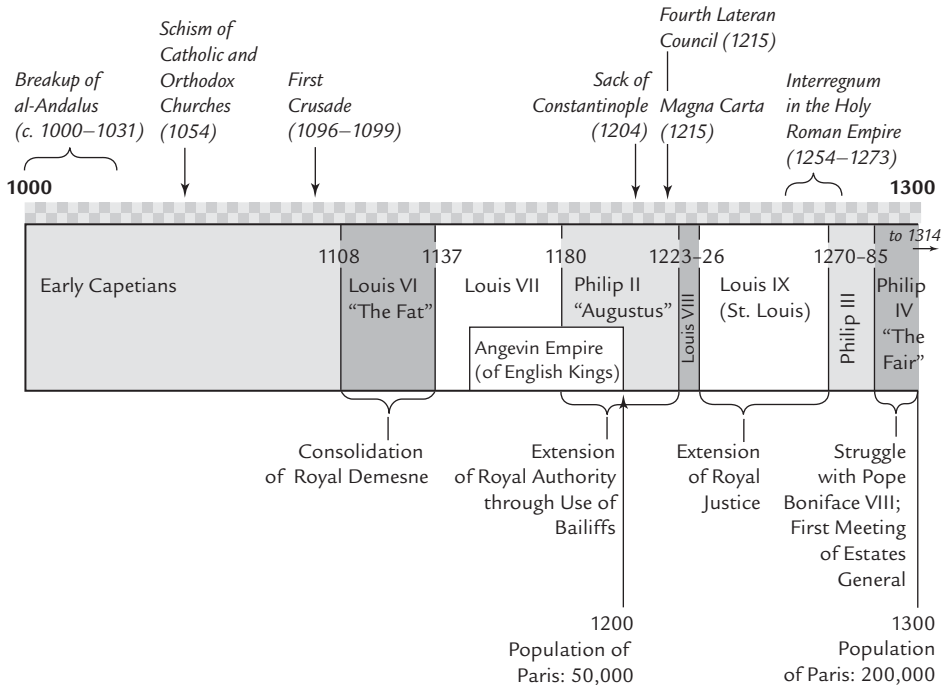 Fourth Lateran
Council (1215)
Schism of
Catholic and
Orthodox
Churches
(1054)
Breakup of
al-Andalus
(c. 1000–1031)
First
Crusade
(1096–1099)
Sack of
Constantinople
(1204)
Magna Carta
(1215)
Interregnum
in the Holy
Roman Empire
(1254–1273)
1000
1300
to 1314
1108
1137
1180
1223–26
1270–85
Early Capetians
Louis VI
“The Fat”
Louis VII
Philip II
“Augustus”
Louis VIII
Louis IX
(St. Louis)
Philip III
Philip
IV
“The
Fair”
Angevin Empire
(of English Kings)
Consolidation
of Royal Demesne
Extension
of Royal Authority
through Use of
Bailiffs
Extension
of Royal
Justice
Struggle
with Pope
Boniface VIII;
First Meeting
of Estates
General
1200
Population of
Paris: 50,000
1300
Population
of Paris: 200,000